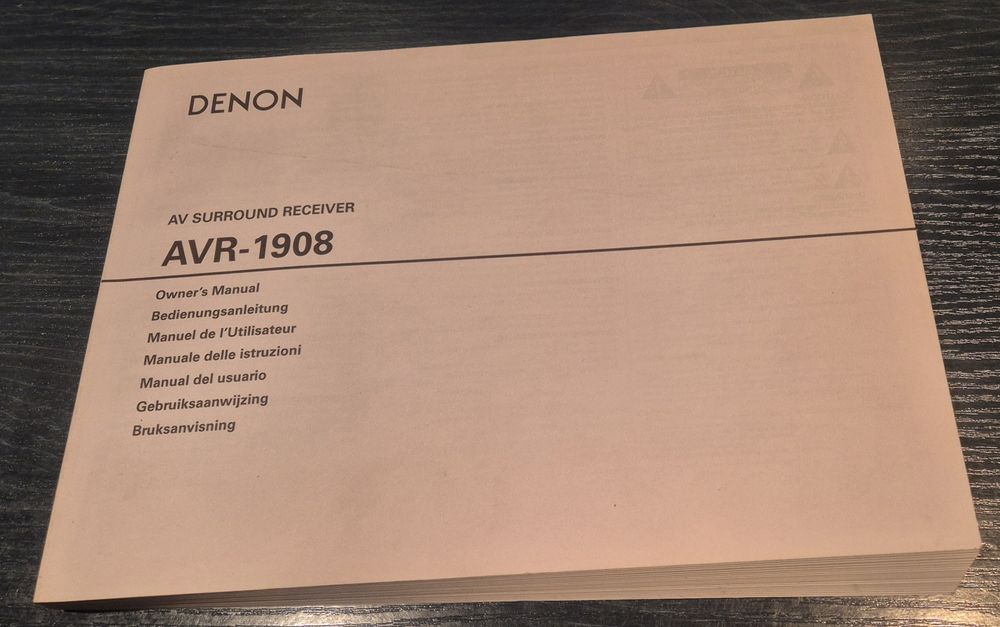 DENON
AV SURROUND RECEIVER
AVR-1908
Owner's Manual
Bedienungsanleitung
Manuel de l'Utilisateur
Manuale delle istruzioni
Manual del usuario
Gebruiksaanwijzing
Bruksanvisning